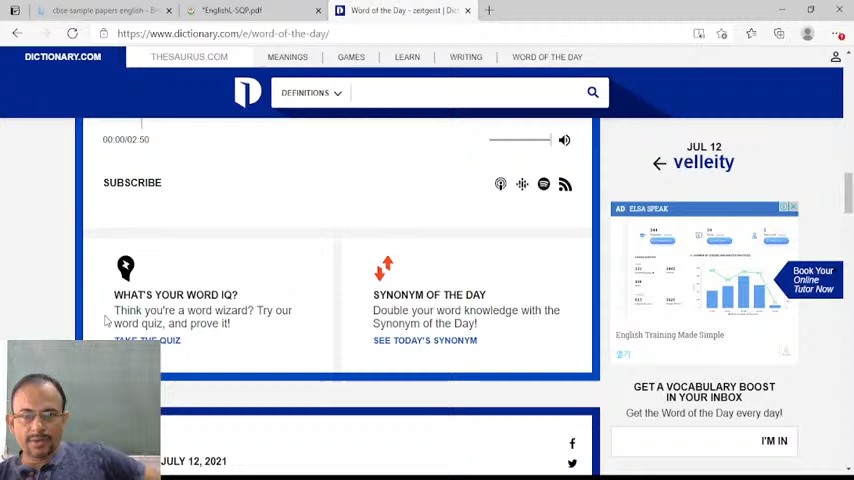 cbse sample papers english - Bi
*EnglishL-SQP.pdf
Word of the Day - zeitgeist | Dict
https://www.dictionary.com/e/word-of-the-day/
DICTIONARY.COM
THESAURUS.COM
MEANINGS
GAMES
LEARN
WRITING
WORD OF THE DAY
DEFINITIONS
00:00/02:50
SUBSCRIBE
JUL 12
velleity
AD ELSA SPEAK
Book Your
Online
Tutor Now
English Training Made Simple
열기
WHAT'S YOUR WORD IQ?
Think you're a word wizard? Try our
word quiz, and prove it!
TAKE THE QUIZ
SYNONYM OF THE DAY
Double your word knowledge with the
Synonym of the Day!
SEE TODAY'S SYNONYM
GET A VOCABULARY BOOST
IN YOUR INBOX
Get the Word of the Day every day!
I'M IN
JULY 12, 2021